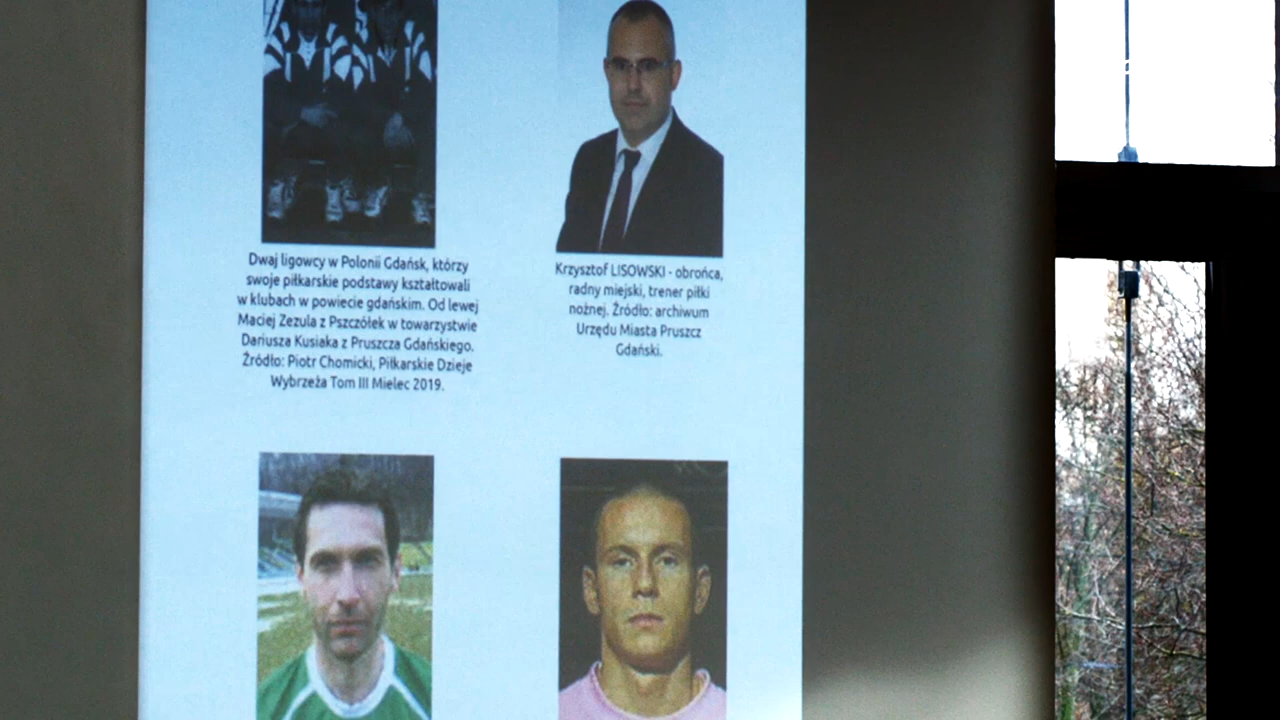 Dwaj ligowcy w Polonii Gdańsk, którzy
swoje piłkarskie podstawy kształtowali
w klubach w powiecie gdańskim. Od lewej
Maciej Zezula z Pszczółek w towarzystwie
Dariusza Kusiaka z Pruszcza Gdańskiego.
Źródło: Piotr Chomicki, Piłkarskie Dzieje
Wybrzeża Tom III Mielec 2019.
Krzysztof LISOWSKI - obrońca,
radny miejski, trener piłki
nożnej. Źródło: archiwum
Urzędu Miasta Pruszcz
Gdański.